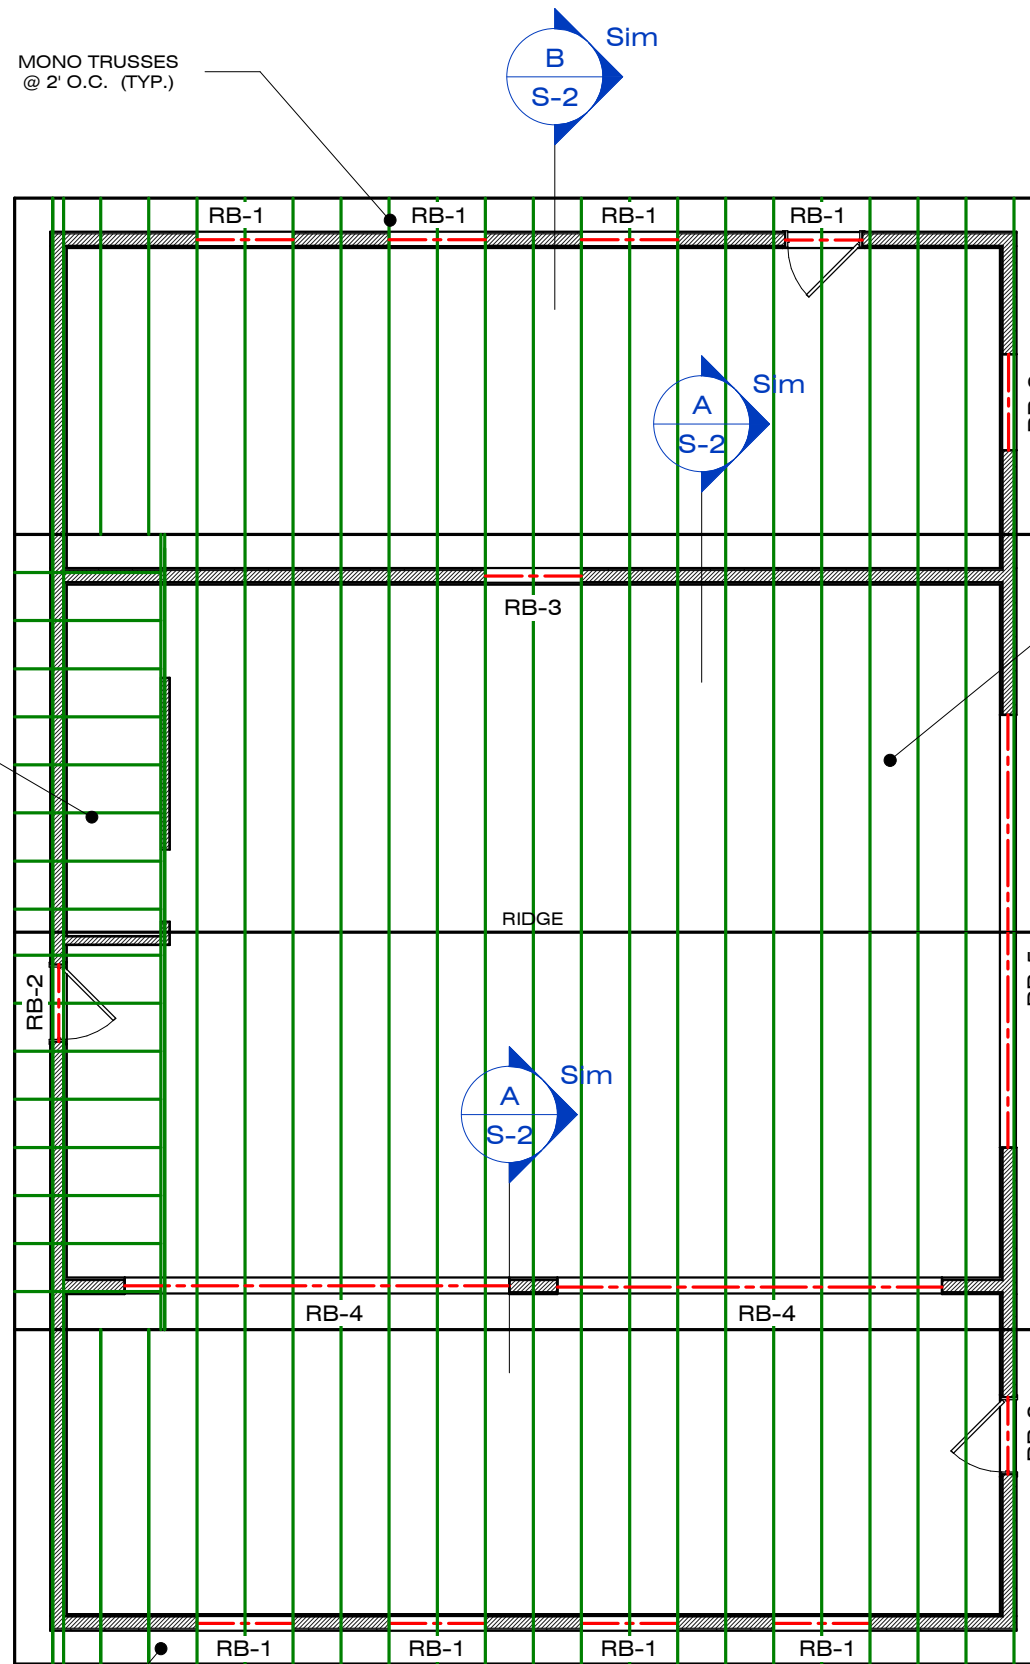 MONO TRUSSES
@ 2' O.C. (TYP.)
B
S-2
Sim
RB-1
RB-1
RB-1
RB-1
A
S-2
Sim
RB-3
RIDGE
RB-2
A
S-2
Sim
RB-4
RB-4
RB-1
RB-1
RB-1
RB-1